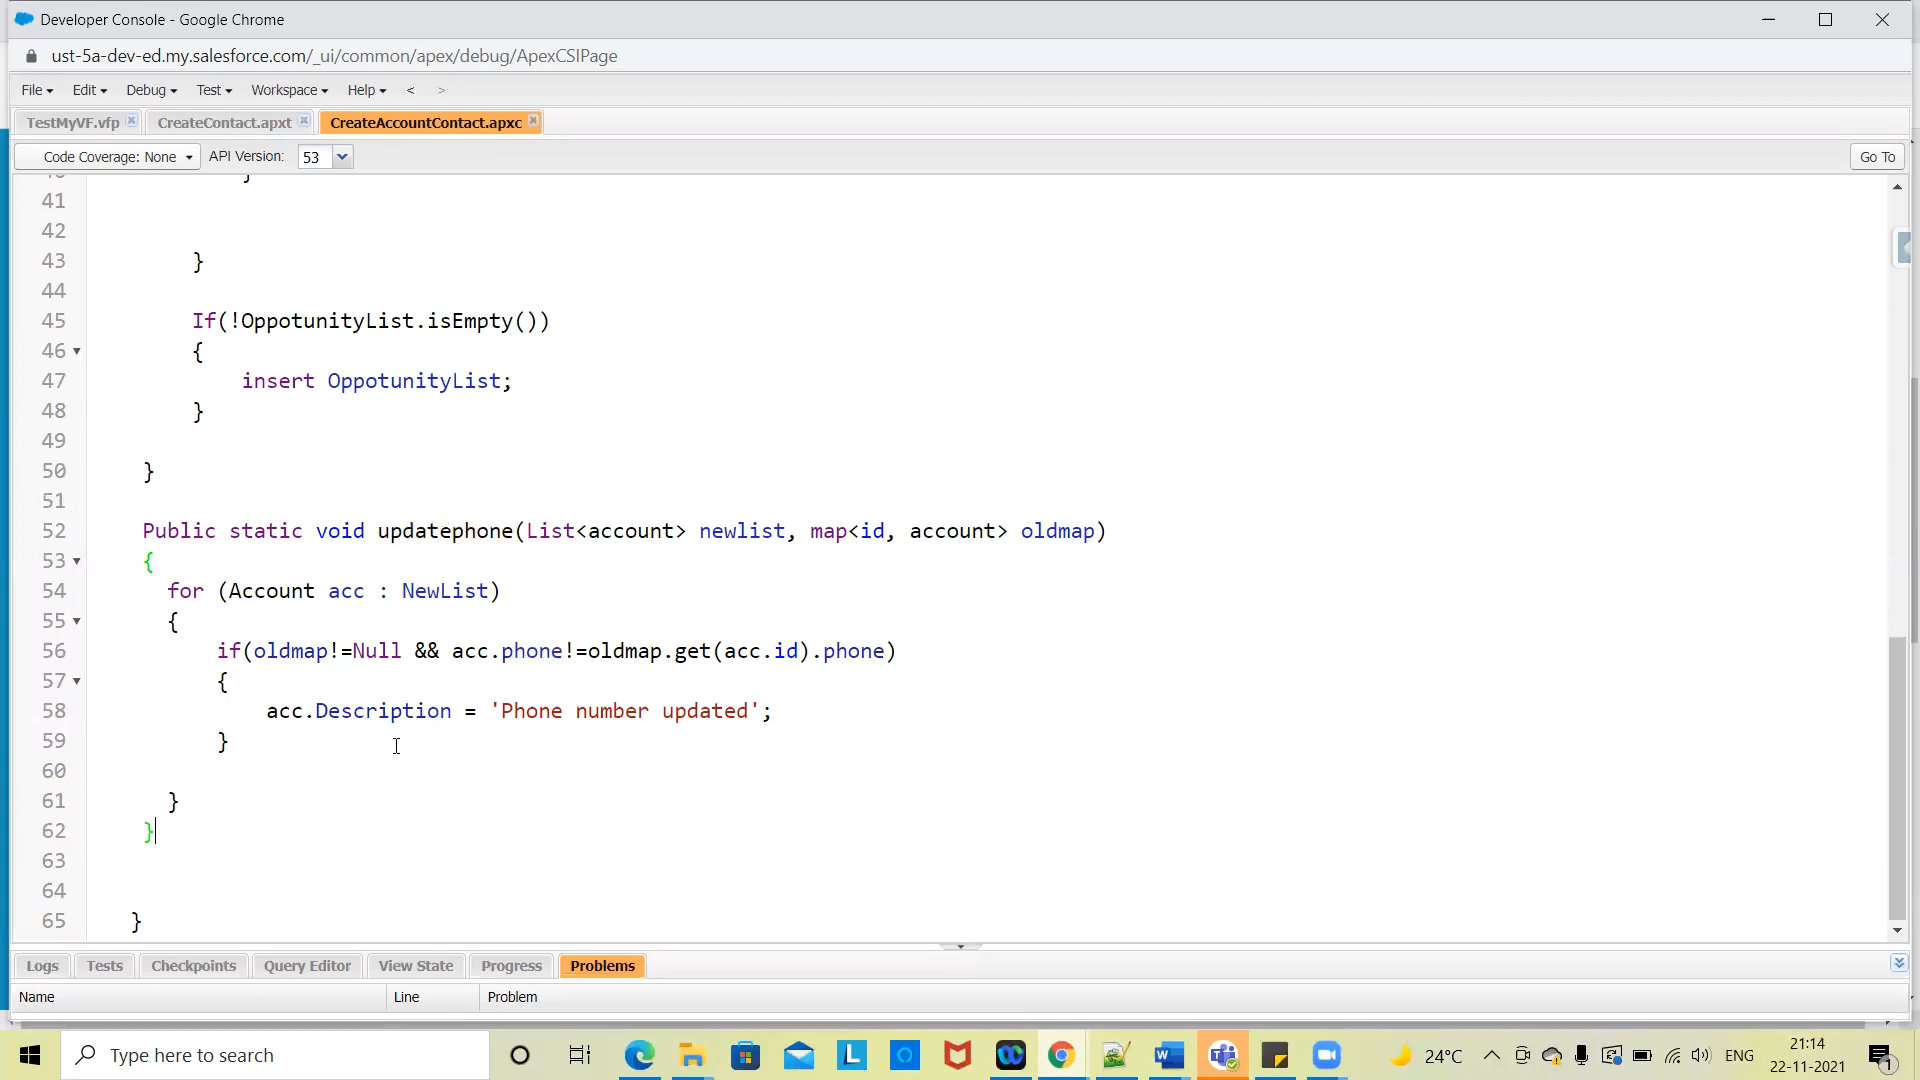 Developer Console - Google Chrome
ust-5a-dev-ed.my.salesforce.com/_ui/common/apex/debug/ApexCSIPage
File Edit Debug Test Workspace Help < >
TestMyVF.vfp CreateContact.apxt CreateAccountContact.apxc
Code Coverage: None API Version: 53 Go To
41
42
43 }
44
45 If(!OppotunityList.isEmpty())
46 {
47 insert OppotunityList;
48 }
49
50 }
51
52 Public static void updatephone(List<account> newlist, map<id, account> oldmap)
53 {
54 for (Account acc : NewList)
55 {
56 if(oldmap!=Null && acc.phone!=oldmap.get(acc.id).phone)
57 {
58 acc.Description = 'Phone number updated';
59 }
60
61 }
62 }
63
64
65 }
Logs Tests Checkpoints Query Editor View State Progress Problems
Name Line Problem
Type here to search 24°C ENG 21:14
22-11-2021 1